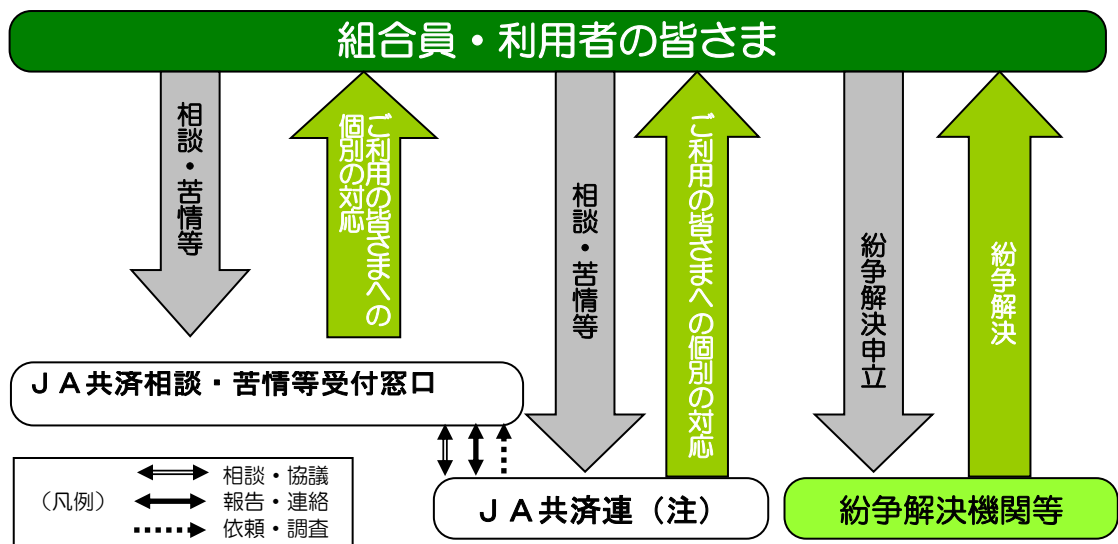 組合員・利用者の皆さま
相談・苦情等
ご利用の皆さまへの
個別の対応
相談・苦情等
ご利用の皆さまへの個別の対応
紛争解決申立
紛争解決
JA共済相談・苦情等受付窓口
(凡例)
相談・協議
報告・連絡
依頼・調査
JA共済連(注)
紛争解決機関等